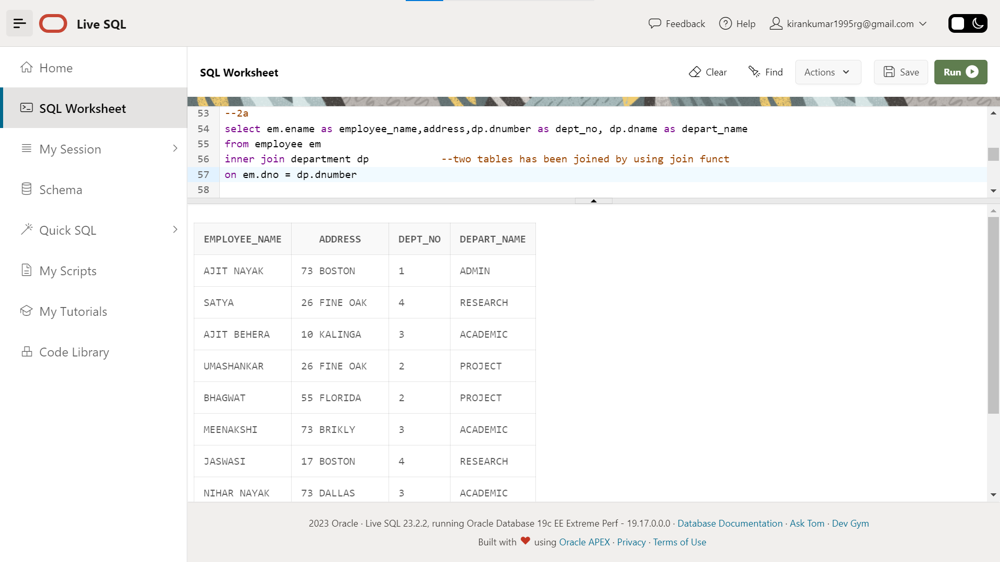 Live SQL
Feedback
Help
kirankumar1995rg@gmail.com
Home
SQL Worksheet
My Session
Schema
Quick SQL
My Scripts
My Tutorials
Code Library
SQL Worksheet
Clear
Find
Actions
Save
Run
53 --2a
54 select em.ename as employee_name,address,dp.dnumber as dept_no, dp.dname as depart_name
55 from employee em
56 inner join department dp --two tables has been joined by using join funct
57 on em.dno = dp.dnumber
58
EMPLOYEE_NAME ADDRESS DEPT_NO DEPART_NAME
AJIT NAYAK 73 BOSTON 1 ADMIN
SATYA 26 FINE OAK 4 RESEARCH
AJIT BEHERA 10 KALINGA 3 ACADEMIC
UMASHANKAR 26 FINE OAK 2 PROJECT
BHAGWAT 55 FLORIDA 2 PROJECT
MEENAKSHI 73 BRIKLY 3 ACADEMIC
JASWASI 17 BOSTON 4 RESEARCH
NIHAR NAYAK 73 DALLAS 3 ACADEMIC
2023 Oracle · Live SQL 23.2.2, running Oracle Database 19c EE Extreme Perf - 19.17.0.0.0 · Database Documentation · Ask Tom · Dev Gym
Built with ❤ using Oracle APEX · Privacy · Terms of Use